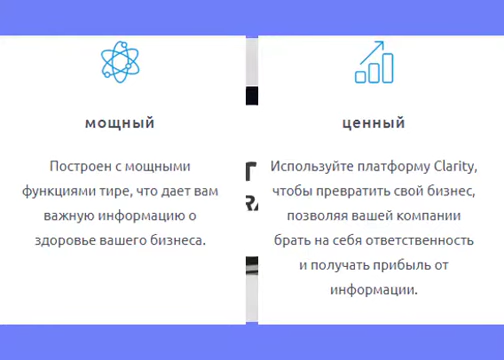 мощный
Построен с мощными
функциями тире, что дает вам
важную информацию о
здоровье вашего бизнеса.
ценный
Используйте платформу Clarity,
чтобы превратить свой бизнес,
позволяя вашей компании
брать на себя ответственность
и получать прибыль от
информации.